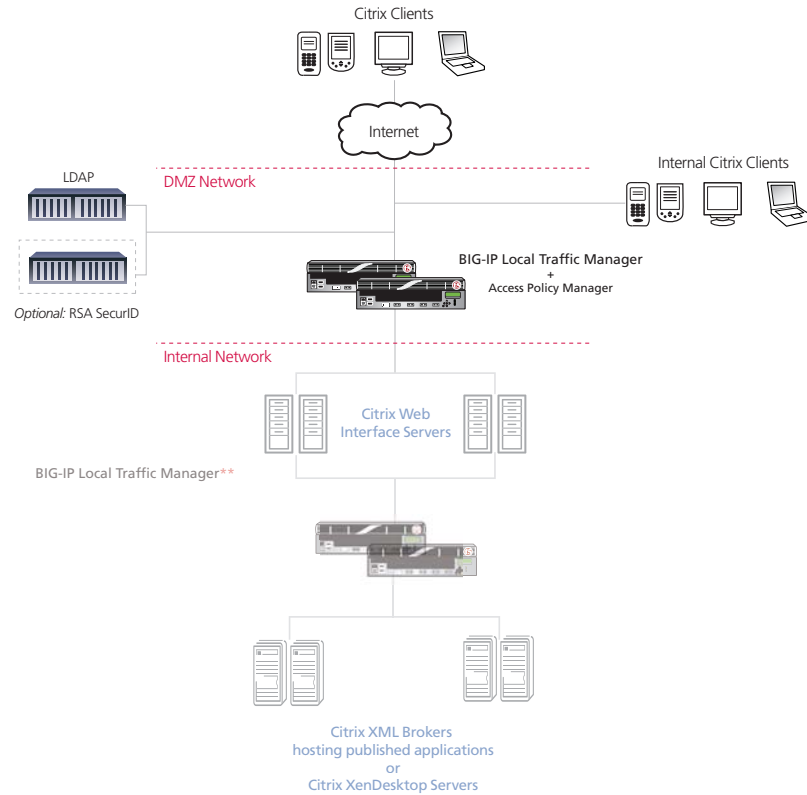 Citrix Clients
Internet
DMZ Network
LDAP
Internal Citrix Clients
BIG-IP Local Traffic Manager
+
Access Policy Manager
Optional: RSA SecurID
Internal Network
Citrix Web
Interface Servers
BIG-IP Local Traffic Manager**
Citrix XML Brokers
hosting published applications
or
Citrix XenDesktop Servers